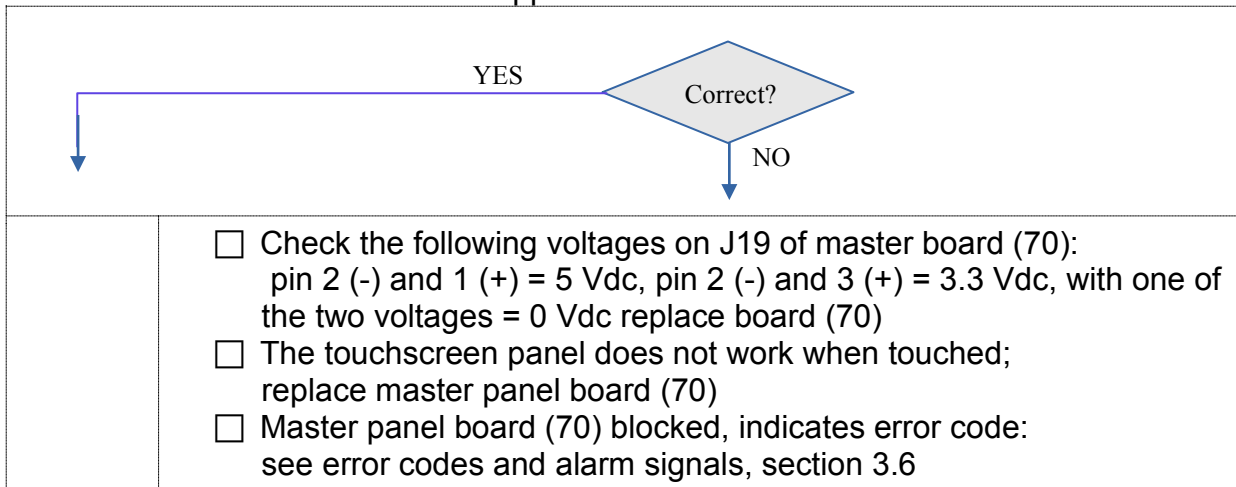 YES
Correct?
NO
☐ Check the following voltages on J19 of master board (70):
pin 2 (-) and 1 (+) = 5 Vdc, pin 2 (-) and 3 (+) = 3.3 Vdc, with one of
the two voltages = 0 Vdc replace board (70)
☐ The touchscreen panel does not work when touched;
replace master panel board (70)
☐ Master panel board (70) blocked, indicates error code:
see error codes and alarm signals, section 3.6